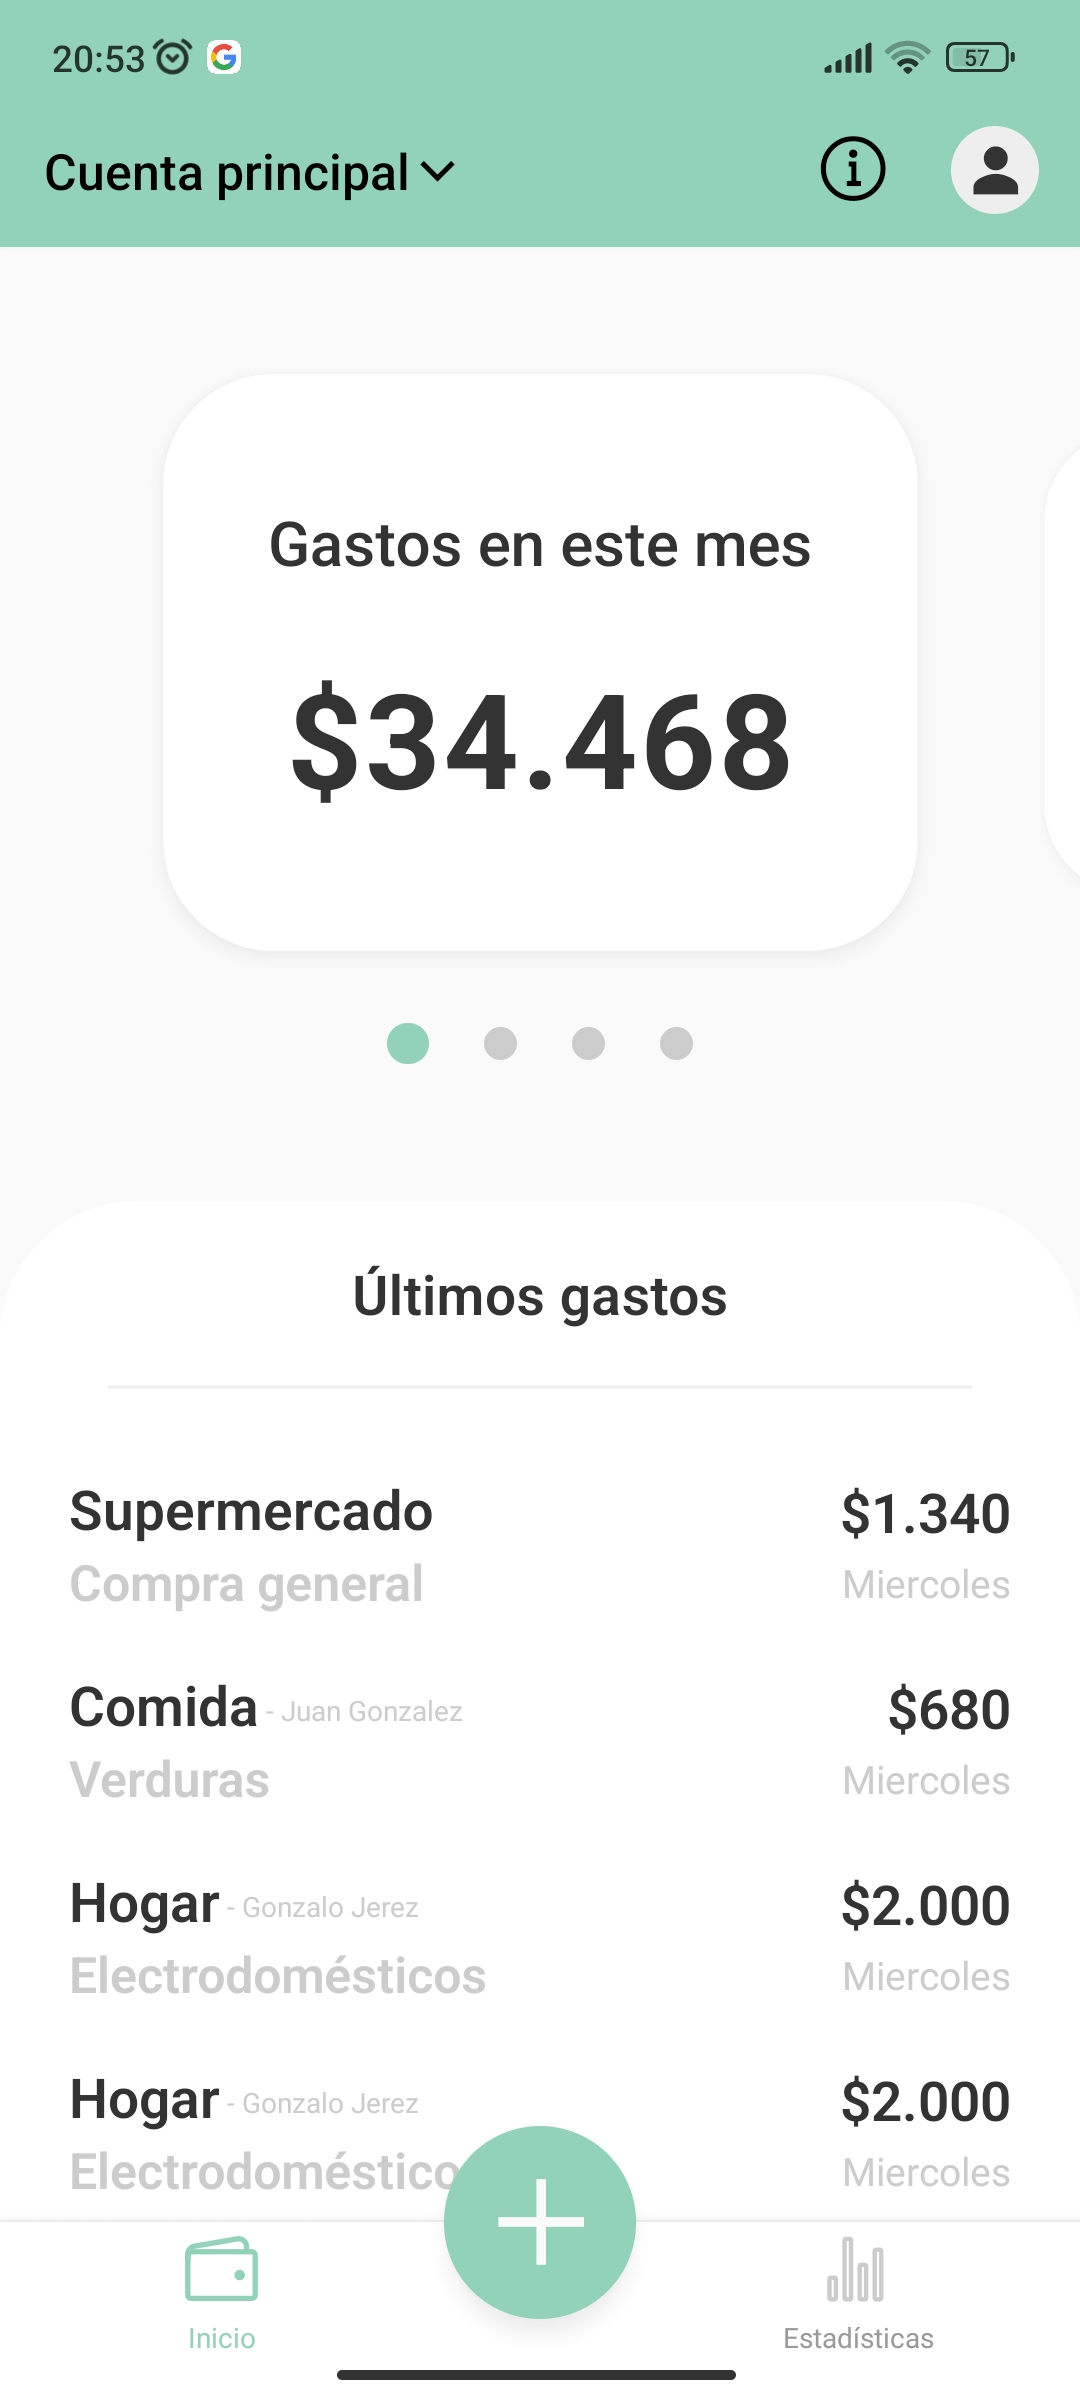 20:53
57
Cuenta principal
Gastos en este mes
$34.468
Últimos gastos
Supermercado $1.340
Compra general Miercoles
Comida - Juan Gonzalez $680
Verduras Miercoles
Hogar - Gonzalo Jerez $2.000
Electrodomésticos Miercoles
Hogar - Gonzalo Jerez $2.000
Electrodoméstico Miercoles
Inicio Estadísticas